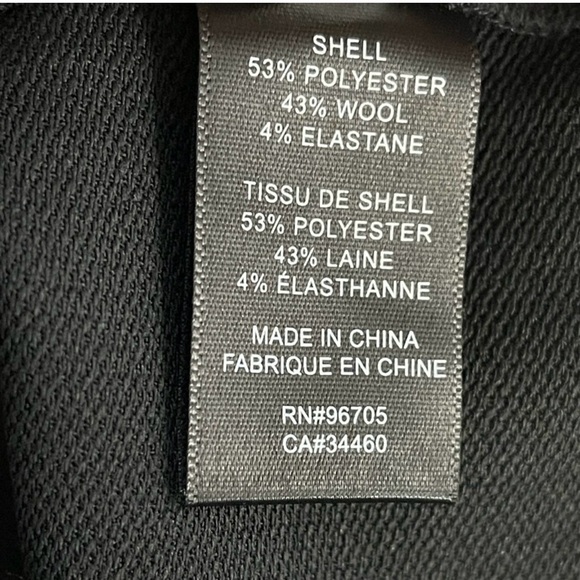 SHELL
53% POLYESTER
43% WOOL
4% ELASTANE
TISSU DE SHELL
53% POLYESTER
43% LAINE
4% ÉLASTHANNE
MADE IN CHINA
FABRIQUE EN CHINE
RN#96705
CA#34460